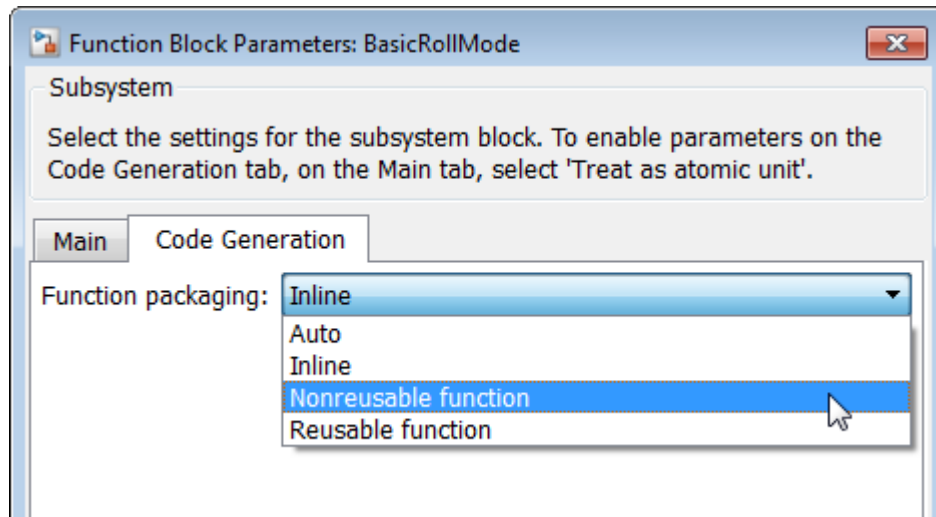 Function Block Parameters: BasicRollMode
Subsystem
Select the settings for the subsystem block. To enable parameters on the
Code Generation tab, on the Main tab, select 'Treat as atomic unit'.
Main Code Generation
Function packaging: Inline
Auto
Inline
Nonreusable function
Reusable function